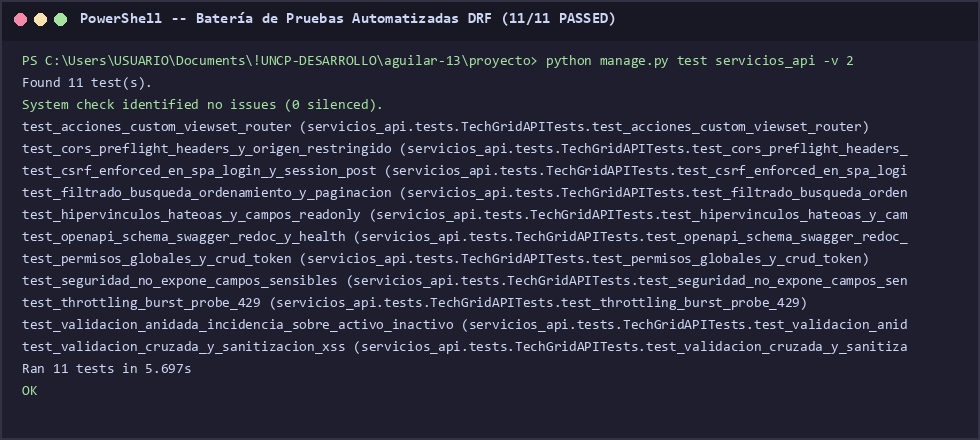 PowerShell -- Batería de Pruebas Automatizadas DRF (11/11 PASSED)
PS C:\Users\USUARIO\Documents\!UNCP-DESARROLLO\aguilar-13\proyecto> python manage.py test servicios_api -v 2
Found 11 test(s).
System check identified no issues (0 silenced).
test_acciones_custom_viewset_router (servicios_api.tests.TechGridAPITests.test_acciones_custom_viewset_router)
test_cors_preflight_headers_y_origen_restringido (servicios_api.tests.TechGridAPITests.test_cors_preflight_headers_
test_csrf_enforced_en_spa_login_y_session_post (servicios_api.tests.TechGridAPITests.test_csrf_enforced_en_spa_logi
test_filtrado_busqueda_ordenamiento_y_paginacion (servicios_api.tests.TechGridAPITests.test_filtrado_busqueda_orden
test_hipervinculos_hateoas_y_campos_readonly (servicios_api.tests.TechGridAPITests.test_hipervinculos_hateoas_y_cam
test_openapi_schema_swagger_redoc_y_health (servicios_api.tests.TechGridAPITests.test_openapi_schema_swagger_redoc_
test_permisos_globales_y_crud_token (servicios_api.tests.TechGridAPITests.test_permisos_globales_y_crud_token)
test_seguridad_no_expone_campos_sensibles (servicios_api.tests.TechGridAPITests.test_seguridad_no_expone_campos_sen
test_throttling_burst_probe_429 (servicios_api.tests.TechGridAPITests.test_throttling_burst_probe_429)
test_validacion_anidada_incidencia_sobre_activo_inactivo (servicios_api.tests.TechGridAPITests.test_validacion_anid
test_validacion_cruzada_y_sanitizacion_xss (servicios_api.tests.TechGridAPITests.test_validacion_cruzada_y_sanitiza
Ran 11 tests in 5.697s
OK